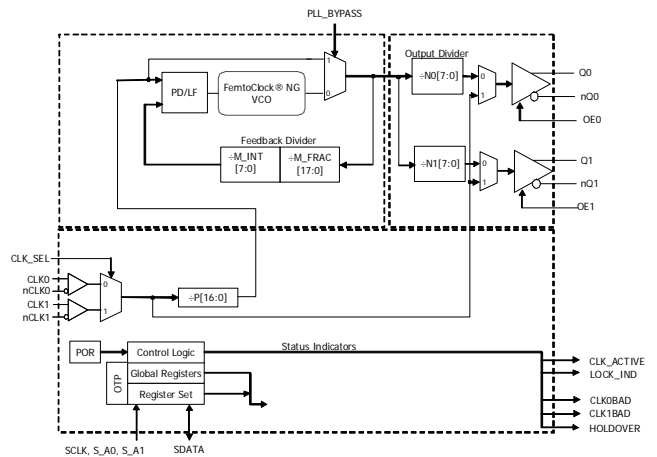 PLL_BYPASS
Output Divider
1
0
PD/LF
FemtoClock® NG
VCO
÷N0[7:0]
0
1
Q0
nQ0
OE0
Feedback Divider
÷M_INT
[7:0]
÷M_FRAC
[17:0]
÷N1[7:0]
0
1
Q1
nQ1
OE1
CLK_SEL
CLK0
nCLK0
CLK1
nCLK1
0
1
÷P[16:0]
POR
Control Logic
Status Indicators
OTP
Global Registers
Register Set
CLK_ACTIVE
LOCK_IND
CLK0BAD
CLK1BAD
HOLDOVER
SCLK, S_A0, S_A1
SDATA